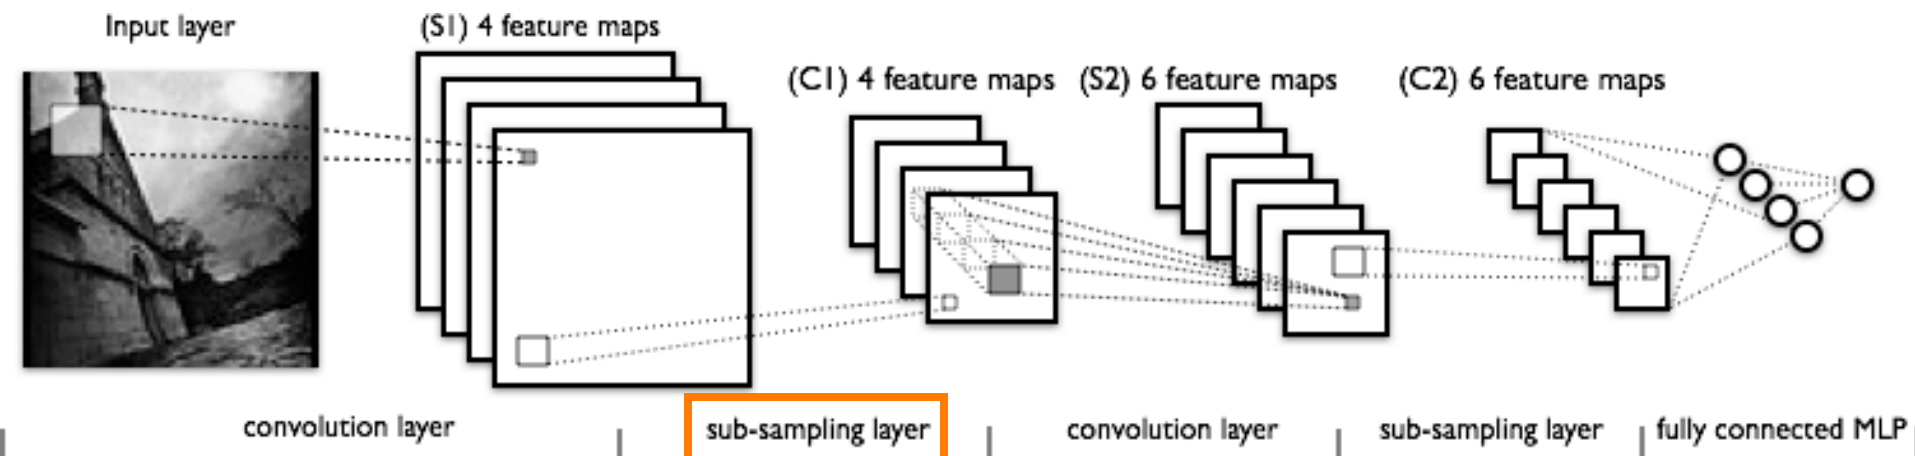 Input layer
(S1) 4 feature maps
(C1) 4 feature maps
(S2) 6 feature maps
(C2) 6 feature maps
convolution layer
sub-sampling layer
convolution layer
sub-sampling layer
fully connected MLP